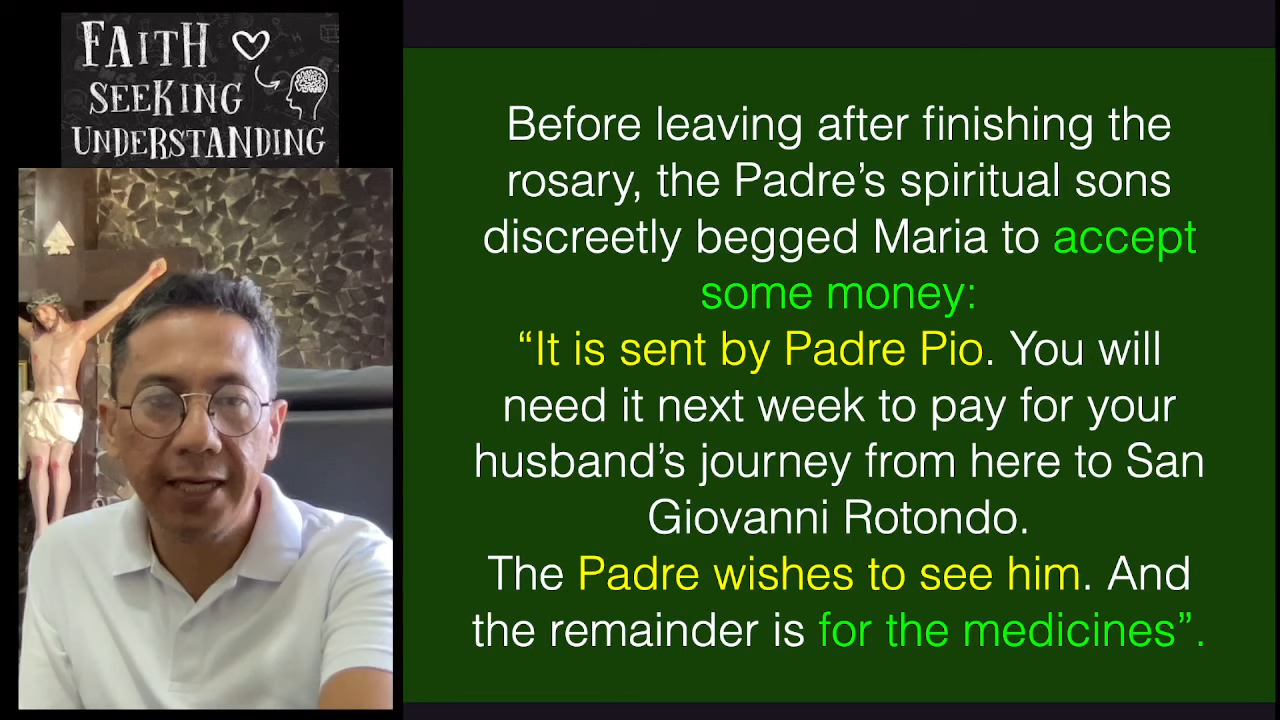 FAITH
SEEKING
UNDERSTANDING
Before leaving after finishing the
rosary, the Padre’s spiritual sons
discreetly begged Maria to accept
some money:
“It is sent by Padre Pio. You will
need it next week to pay for your
husband’s journey from here to San
Giovanni Rotondo.
The Padre wishes to see him. And
the remainder is for the medicines”.